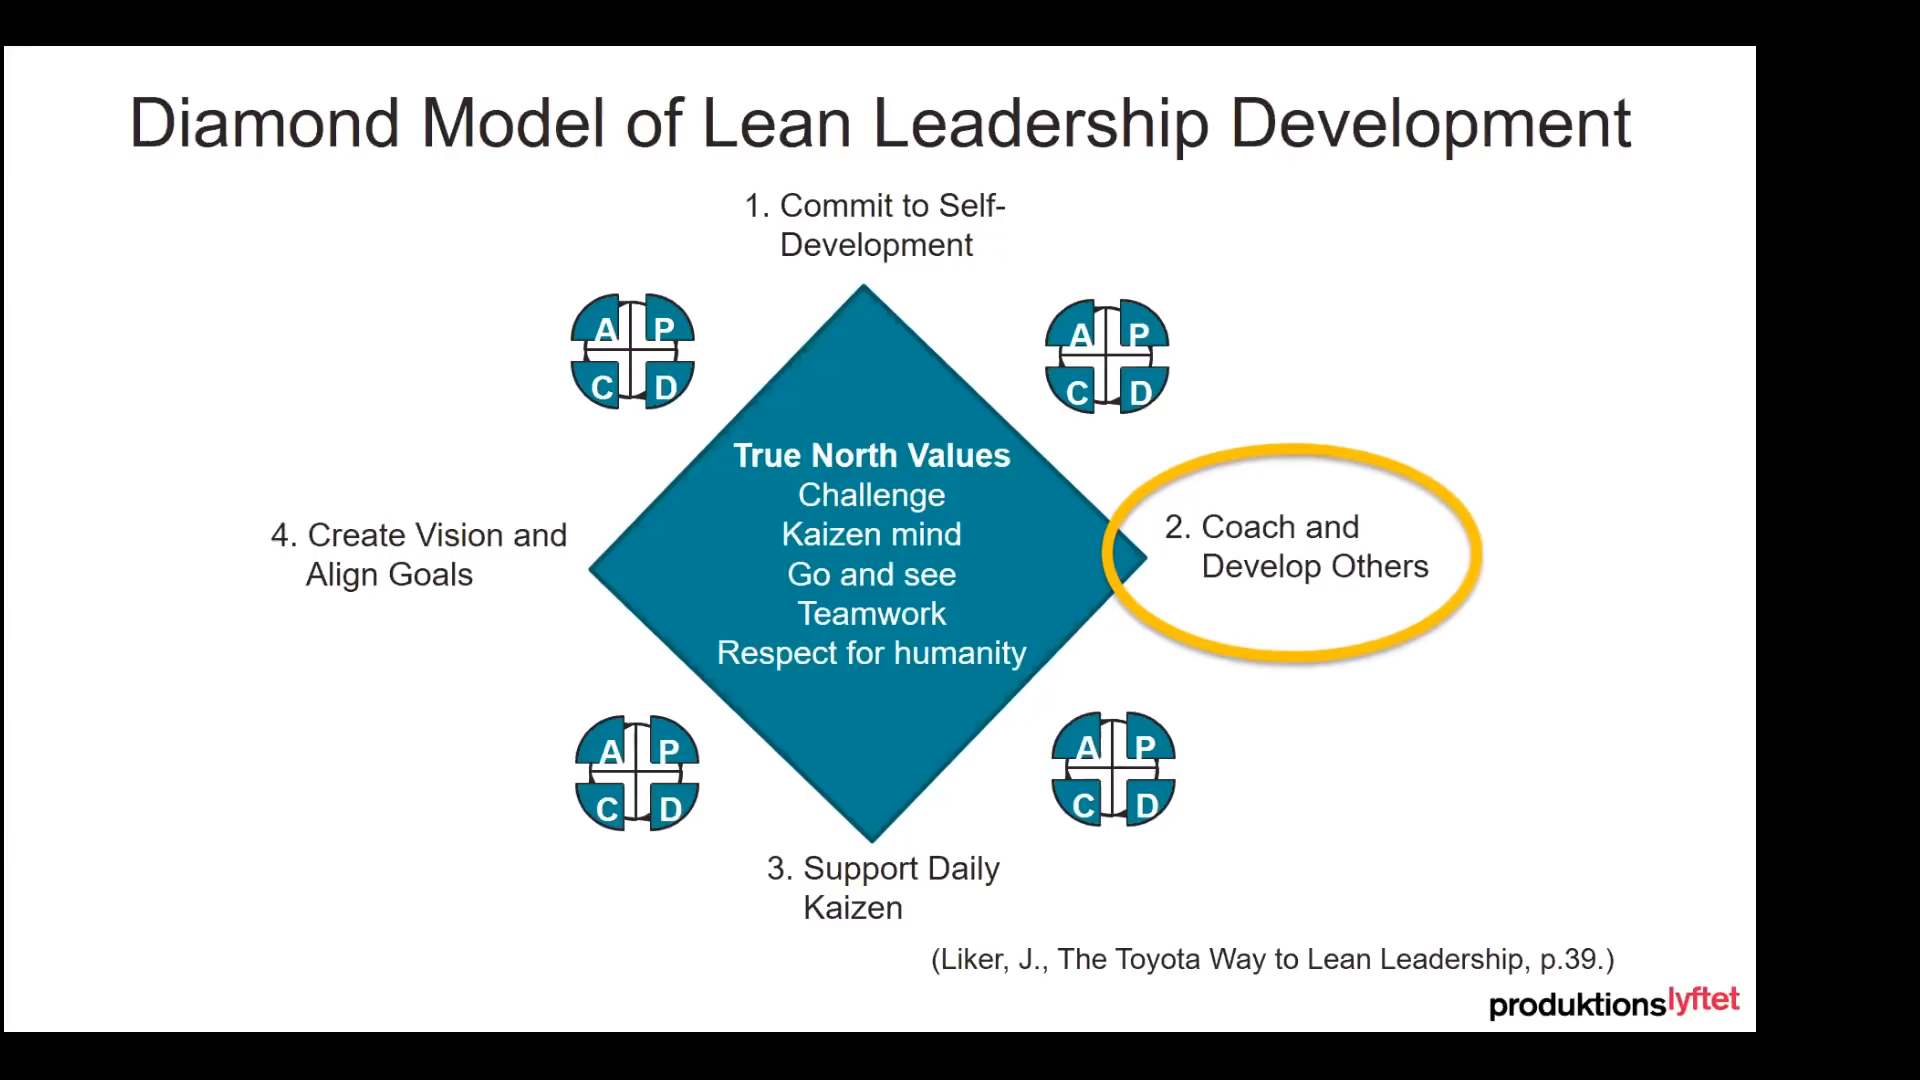 Diamond Model of Lean Leadership Development
1. Commit to Self-
Development
A P
C D
A P
C D
True North Values
Challenge
Kaizen mind
Go and see
Teamwork
Respect for humanity
4. Create Vision and
Align Goals
2. Coach and
Develop Others
A P
C D
A P
C D
3. Support Daily
Kaizen
(Liker, J., The Toyota Way to Lean Leadership, p.39.)
produktionslyftet